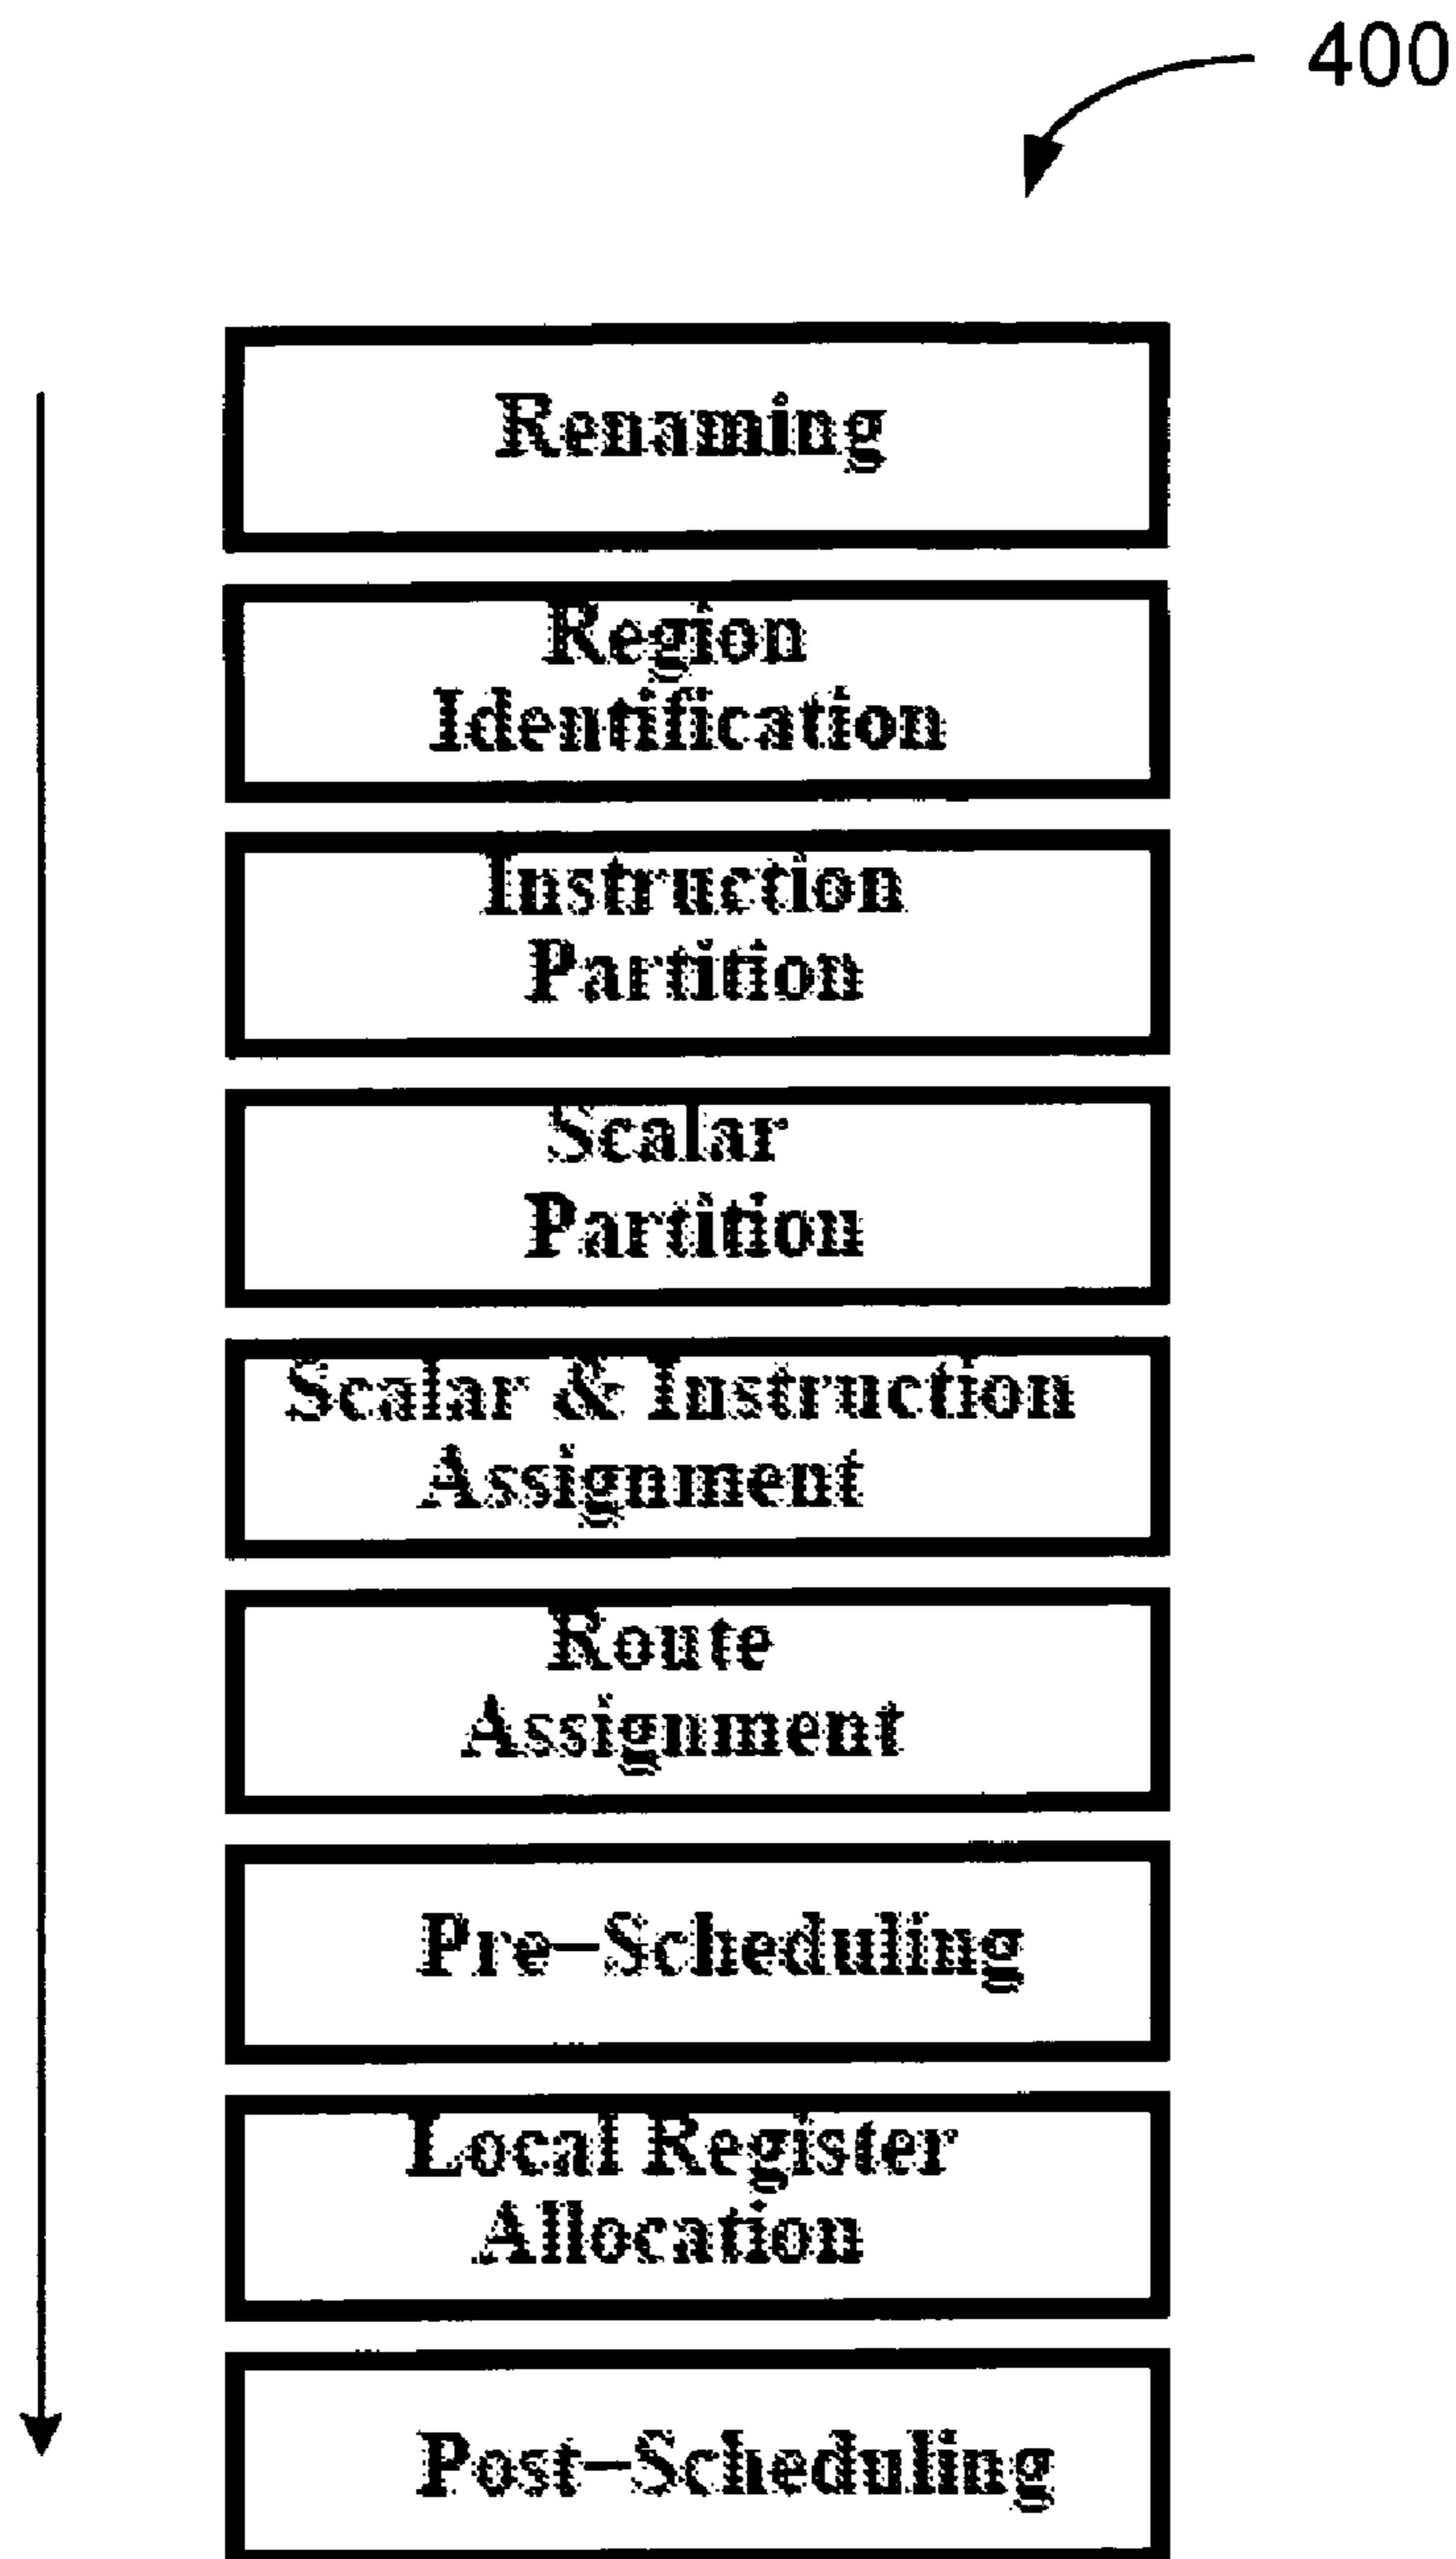 400
Renaming
Region
Identification
Instruction
Partition
Scalar
Partition
Scalar & Instruction
Assignment
Route
Assignment
Pre-Scheduling
Local Register
Allocation
Post-Scheduling